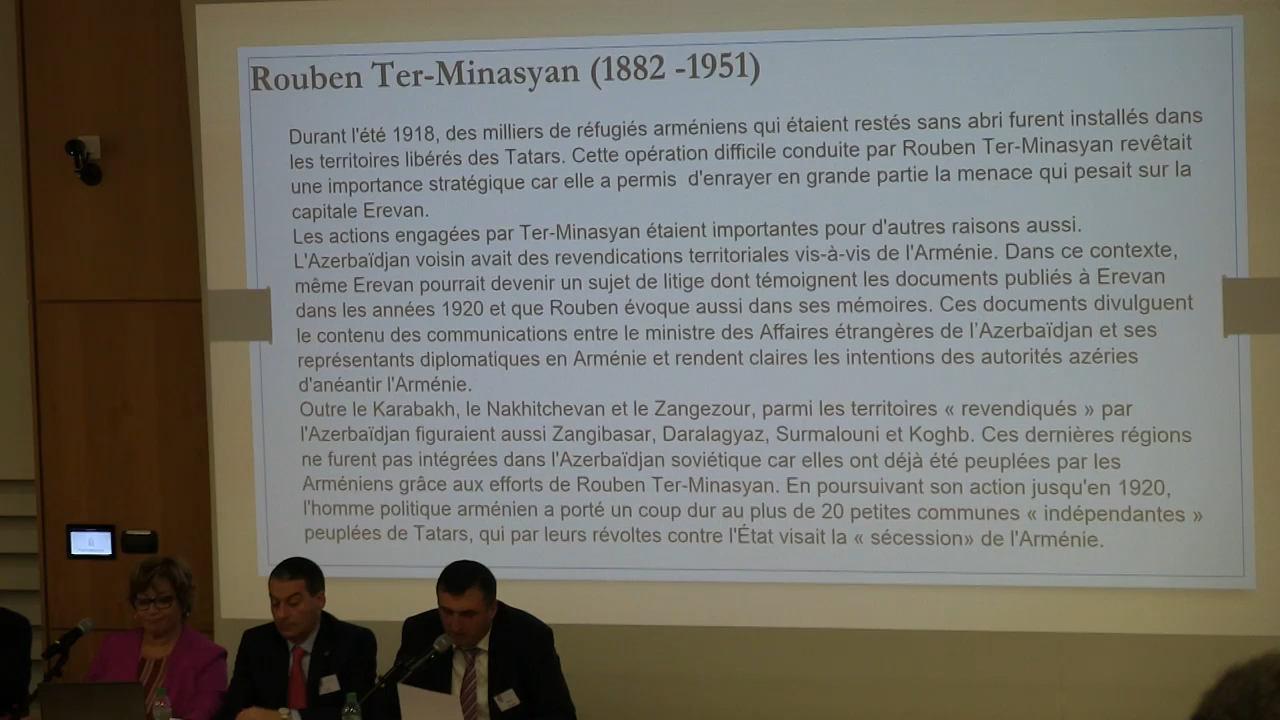 Rouben Ter-Minasyan (1882 -1951)
Durant l'été 1918, des milliers de réfugiés arméniens qui étaient restés sans abri furent installés dans
les territoires libérés des Tatars. Cette opération difficile conduite par Rouben Ter-Minasyan revêtait
une importance stratégique car elle a permis  d'enrayer en grande partie la menace qui pesait sur la
capitale Erevan.
Les actions engagées par Ter-Minasyan étaient importantes pour d'autres raisons aussi.
L'Azerbaïdjan voisin avait des revendications territoriales vis-à-vis de l'Arménie. Dans ce contexte,
même Erevan pourrait devenir un sujet de litige dont témoignent les documents publiés à Erevan
dans les années 1920 et que Rouben évoque aussi dans ses mémoires. Ces documents divulguent
le contenu des communications entre le ministre des Affaires étrangères de l'Azerbaïdjan et ses
représentants diplomatiques en Arménie et rendent claires les intentions des autorités azéries
d'anéantir l'Arménie.
Outre le Karabakh, le Nakhitchevan et le Zangezour, parmi les territoires « revendiqués » par
l'Azerbaïdjan figuraient aussi Zangibasar, Daralagyaz, Surmalouni et Koghb. Ces dernières régions
ne furent pas intégrées dans l'Azerbaïdjan soviétique car elles ont déjà été peuplées par les
Arméniens grâce aux efforts de Rouben Ter-Minasyan. En poursuivant son action jusqu'en 1920,
l'homme politique arménien a porté un coup dur au plus de 20 petites communes « indépendantes »
peuplées de Tatars, qui par leurs révoltes contre l'État visait la « sécession» de l'Arménie.